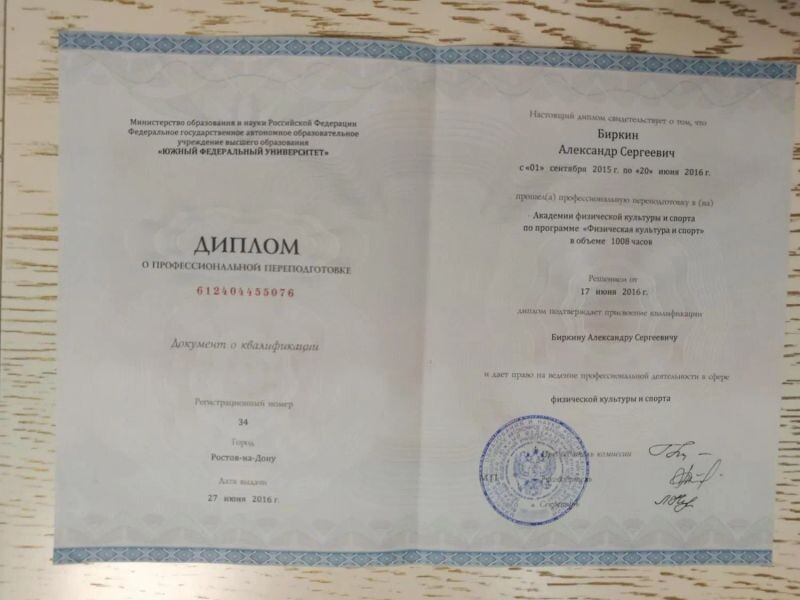 Министерство образования и науки Российской Федерации
Федеральное государственное автономное образовательное
учреждение высшего образования
«ЮЖНЫЙ ФЕДЕРАЛЬНЫЙ УНИВЕРСИТЕТ»
ДИПЛОМ
О ПРОФЕССИОНАЛЬНОЙ ПЕРЕПОДГОТОВКЕ
612404455076
Документ о квалификации
Регистрационный номер
34
Город
Ростов-на-Дону
Дата выдачи
27 июня 2016 г.
Настоящий диплом свидетельствует о том, что
Биркин
Александр Сергеевич
с «01» сентября 2015 г. по «20» июня 2016 г.
прошел(а) профессиональную переподготовку в (на)
Академии физической культуры и спорта
по программе «Физическая культура и спорт»
в объеме 1008 часов
Решением от
17 июня 2016 г.
диплом подтверждает присвоение квалификации
Биркину Александру Сергеевичу
и дает право на ведение профессиональной деятельности в сфере
физической культуры и спорта
Председатель комиссии
М.П.
Руководитель
Секретарь